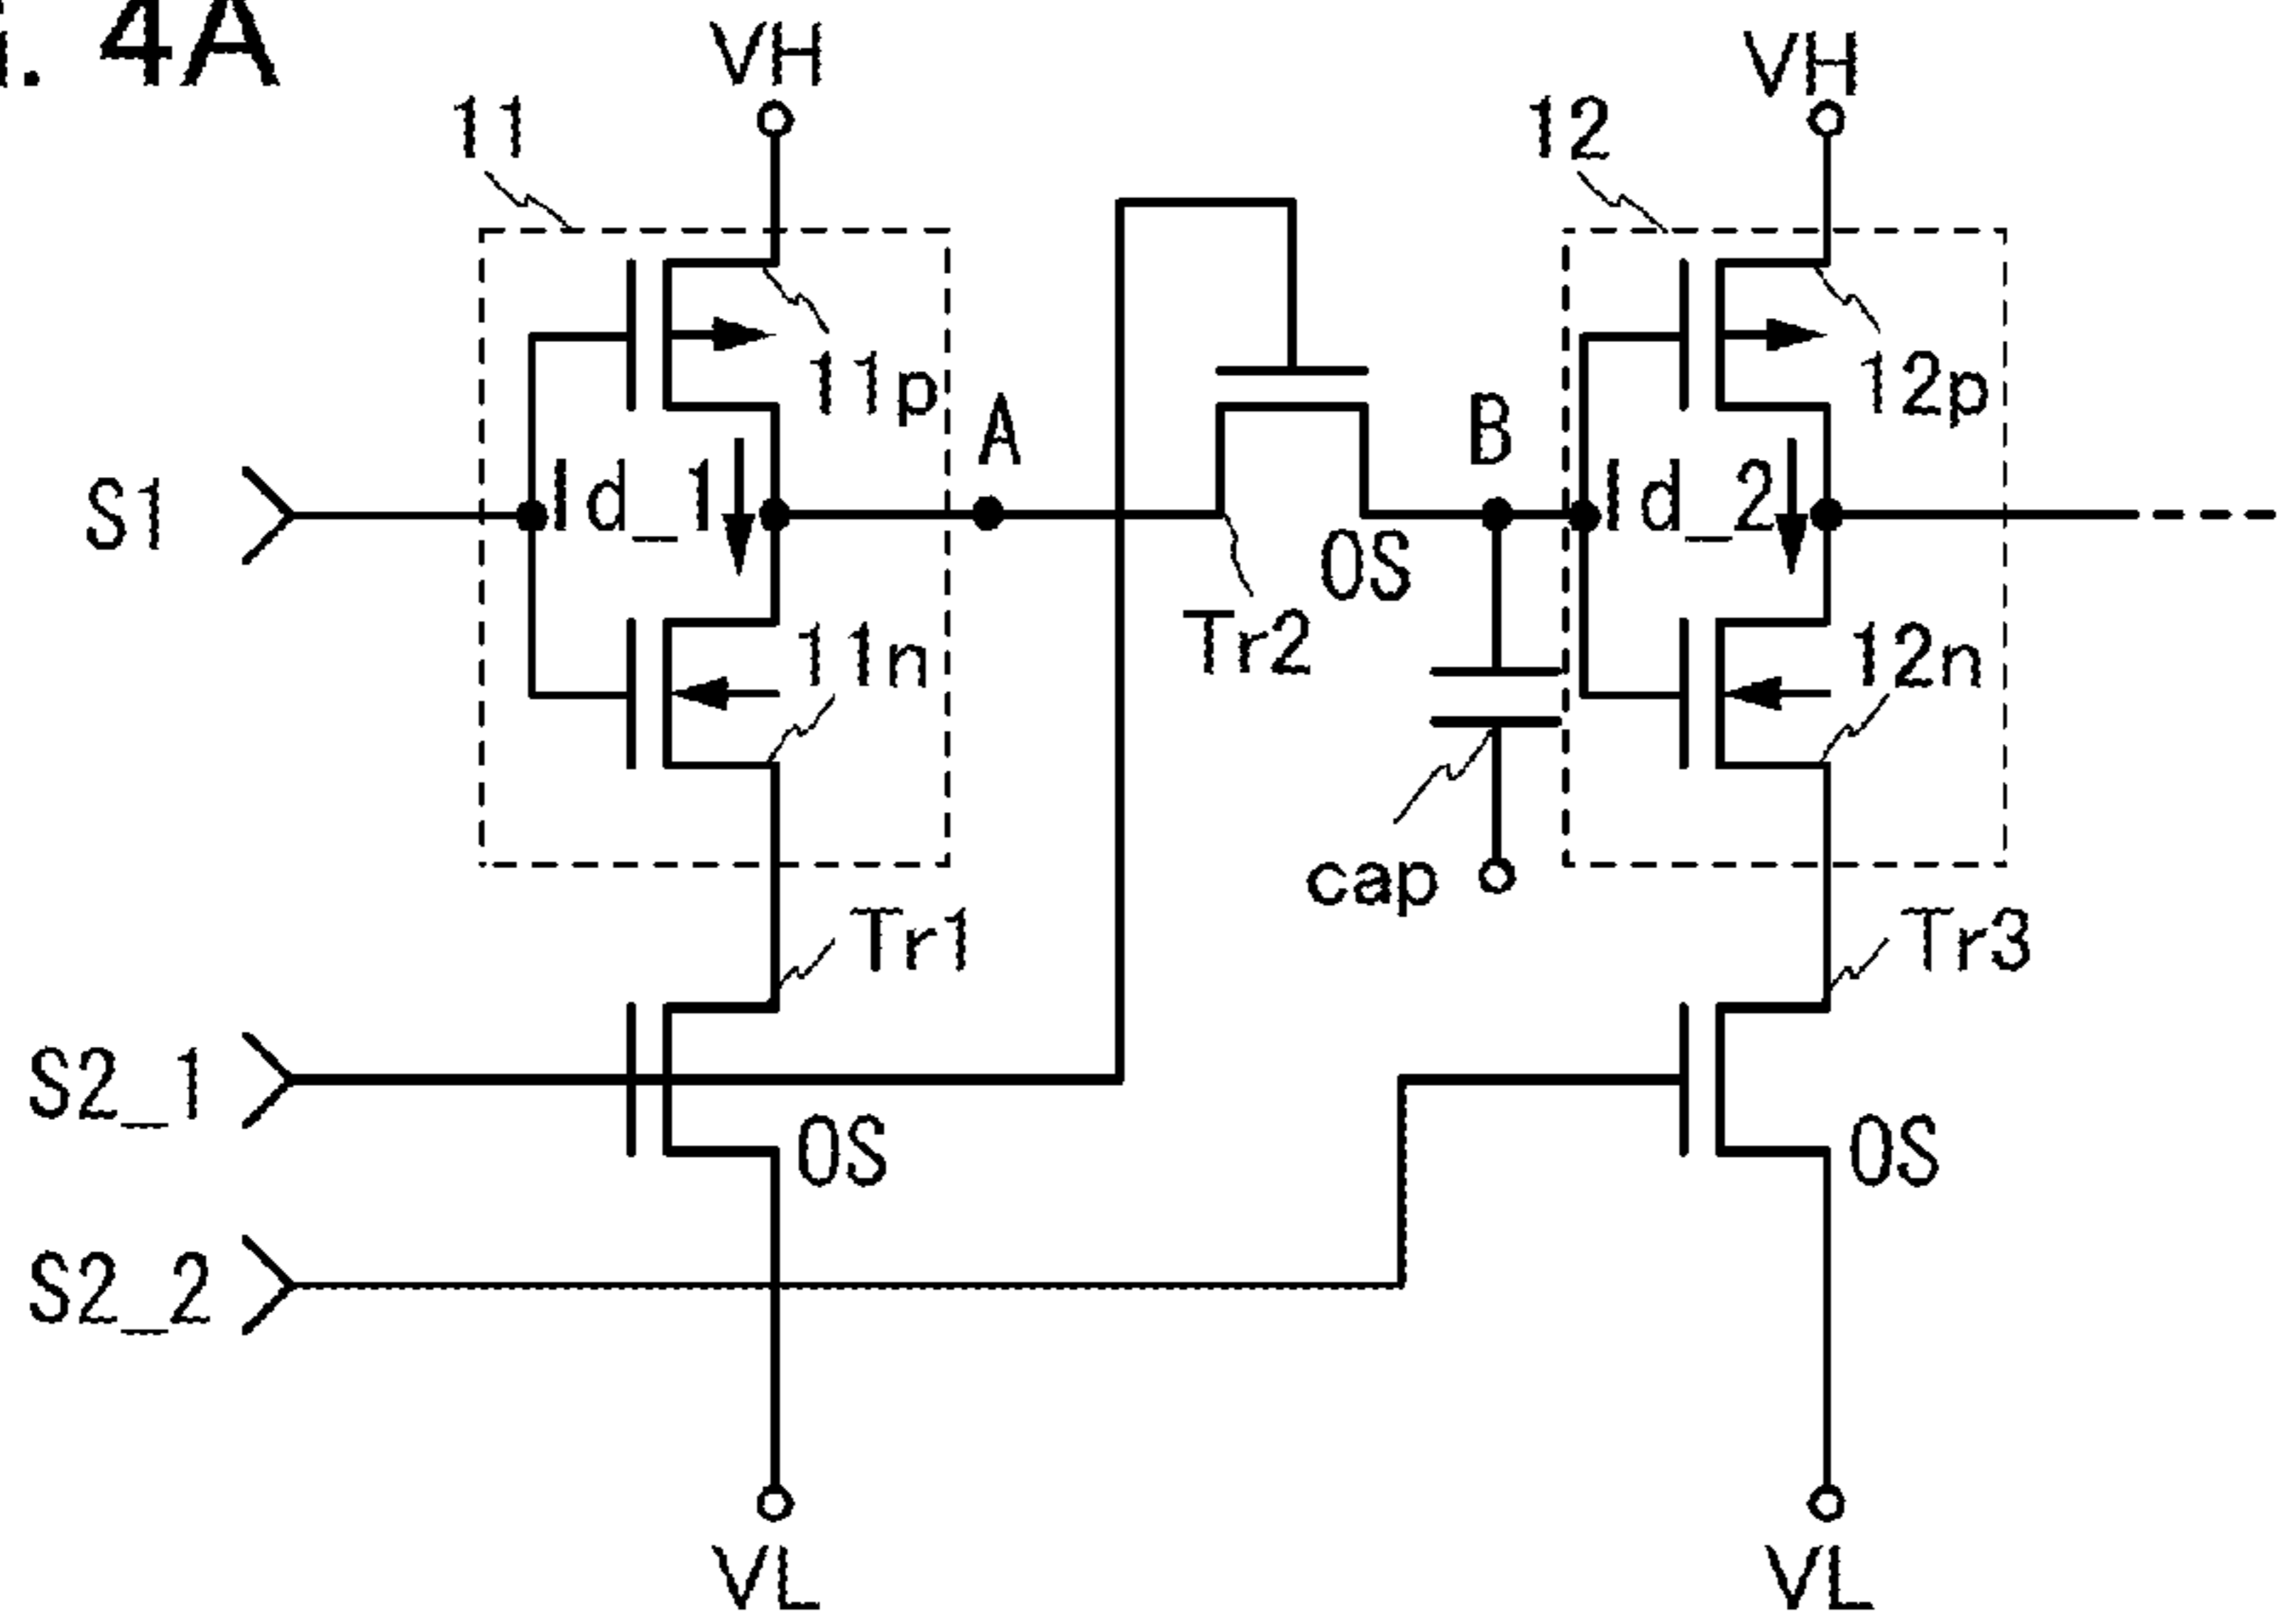 4A
VH
VH
11
12
11p
12p
A
B
S1
Id_1
Id_2
OS
Tr2
11n
12n
cap
Tr1
Tr3
S2_1
OS
OS
S2_2
VL
VL